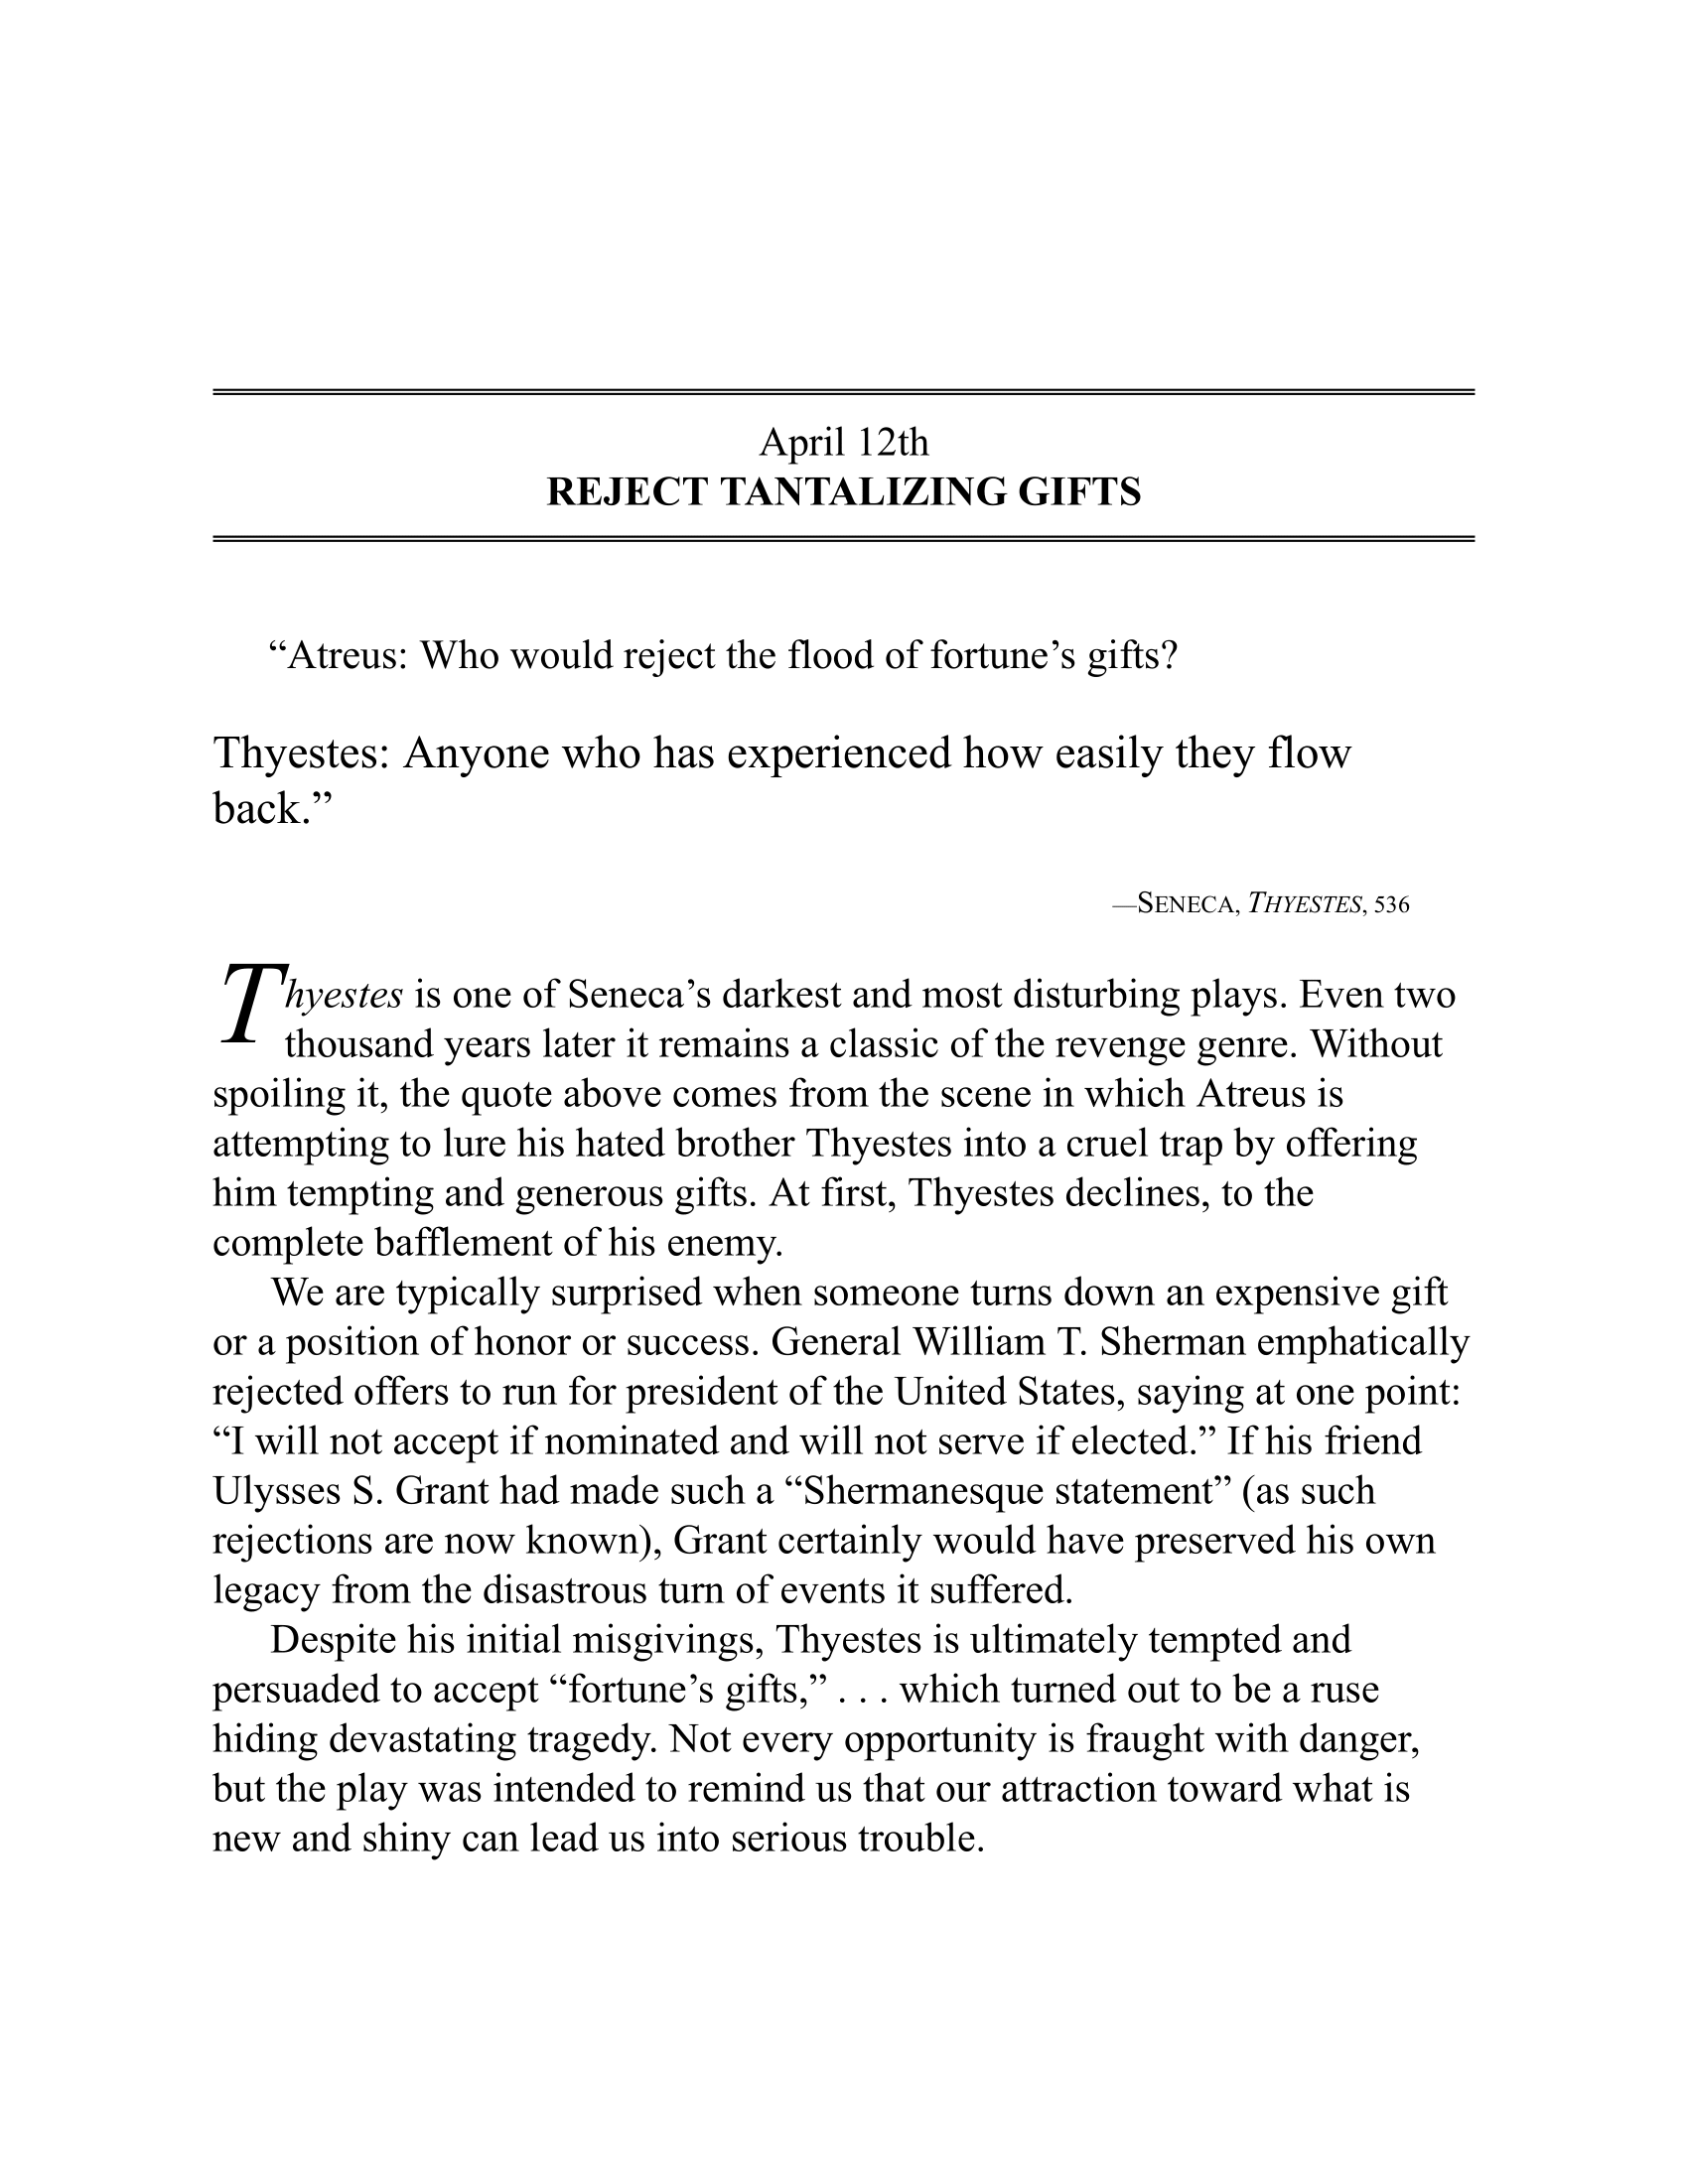 April 12th
REJECT TANTALIZING GIFTS
“Atreus: Who would reject the flood of fortune’s gifts?
Thyestes: Anyone who has experienced how easily they flow
back.”
—SENECA, THYESTES, 536
Thyestes is one of Seneca’s darkest and most disturbing plays. Even two
thousand years later it remains a classic of the revenge genre. Without
spoiling it, the quote above comes from the scene in which Atreus is
attempting to lure his hated brother Thyestes into a cruel trap by offering
him tempting and generous gifts. At first, Thyestes declines, to the
complete bafflement of his enemy.
We are typically surprised when someone turns down an expensive gift
or a position of honor or success. General William T. Sherman emphatically
rejected offers to run for president of the United States, saying at one point:
“I will not accept if nominated and will not serve if elected.” If his friend
Ulysses S. Grant had made such a “Shermanesque statement” (as such
rejections are now known), Grant certainly would have preserved his own
legacy from the disastrous turn of events it suffered.
Despite his initial misgivings, Thyestes is ultimately tempted and
persuaded to accept “fortune’s gifts,” . . . which turned out to be a ruse
hiding devastating tragedy. Not every opportunity is fraught with danger,
but the play was intended to remind us that our attraction toward what is
new and shiny can lead us into serious trouble.